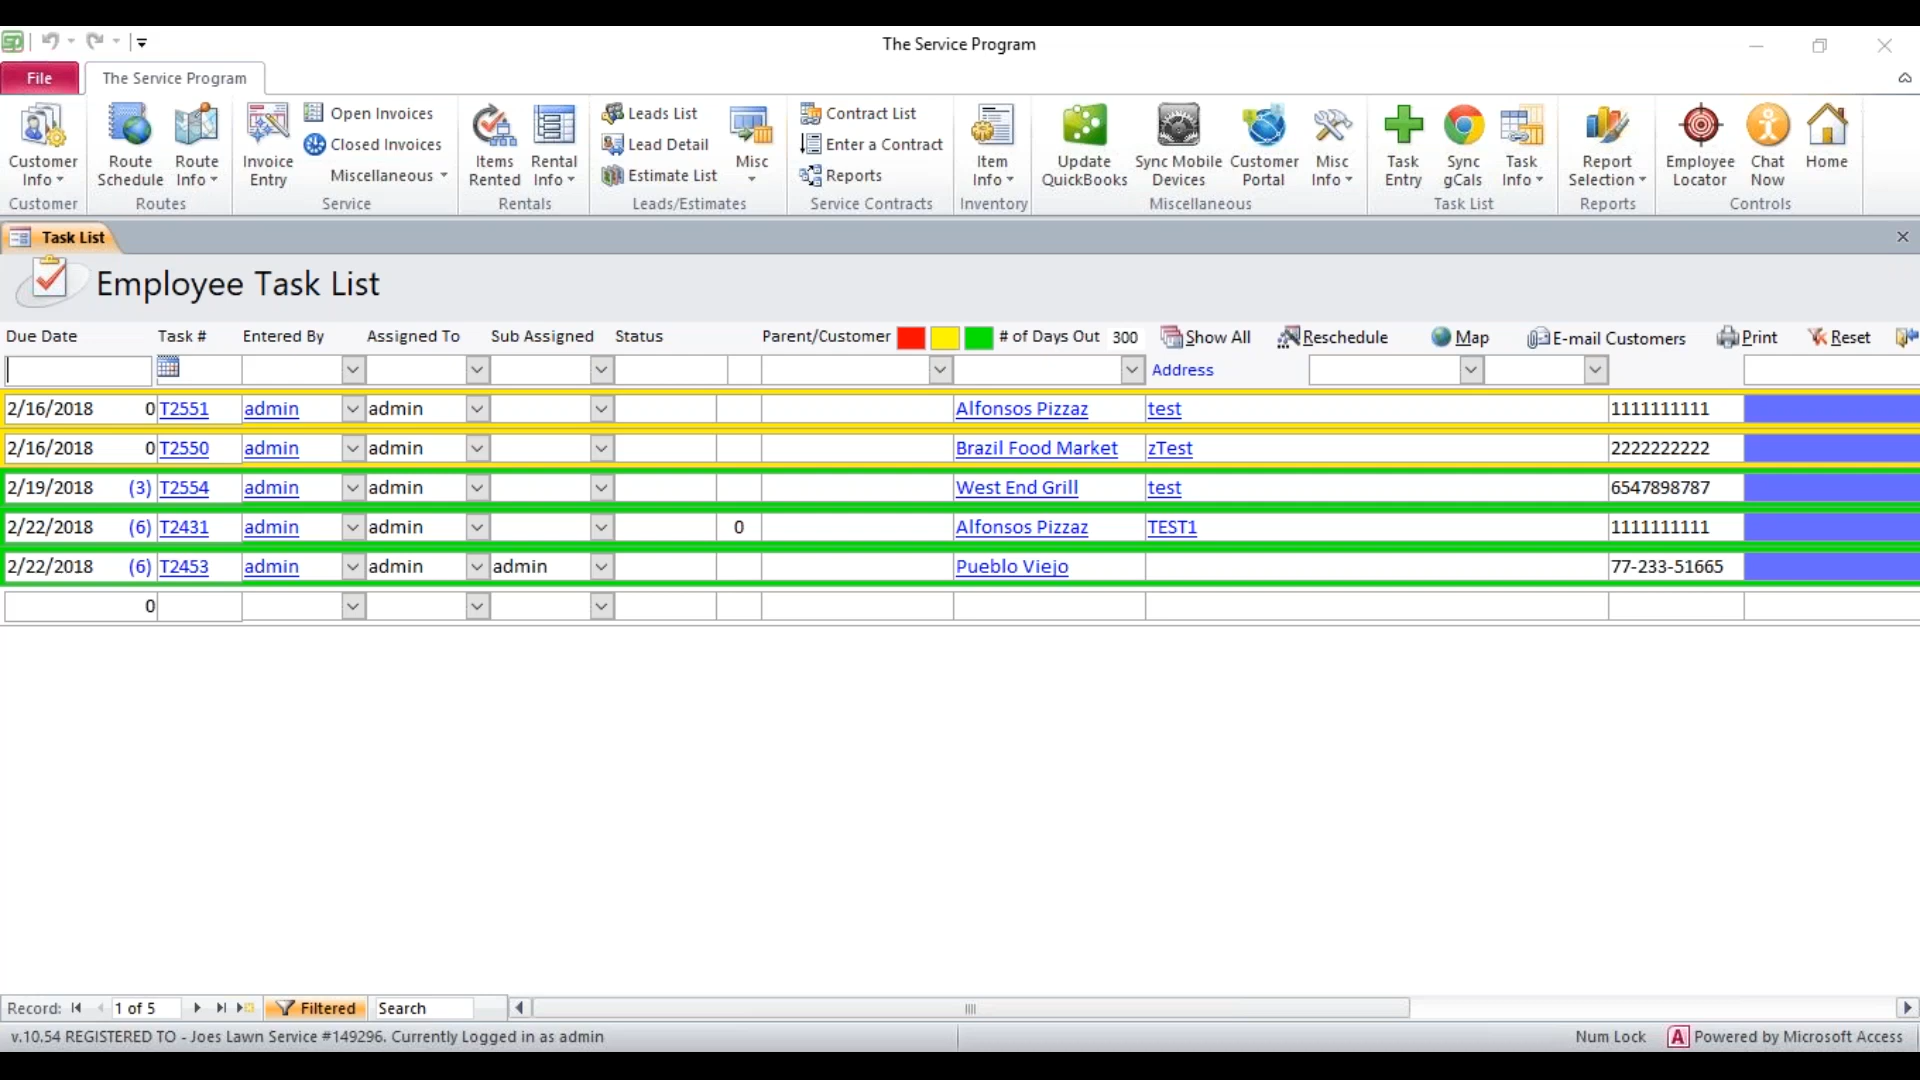 The Service Program
File
The Service Program
Customer Info
Route Schedule
Route Info
Invoice Entry
Open Invoices
Closed Invoices
Miscellaneous
Items Rented
Rental Info
Leads List
Lead Detail
Estimate List
Misc
Contract List
Enter a Contract
Reports
Item Info
Update QuickBooks
Sync Mobile Devices
Customer Portal
Misc Info
Task Entry
Sync gCals
Task Info
Report Selection
Employee Locator
Chat Now
Home
Customer
Routes
Service
Rentals
Leads/Estimates
Service Contracts
Inventory
Miscellaneous
Task List
Reports
Controls
Task List
Employee Task List
Due Date Task # Entered By Assigned To Sub Assigned Status Parent/Customer # of Days Out 300 Show All Reschedule Map E-mail Customers Print Reset
Address
2/16/2018 0 T2551 admin admin Alfonsos Pizzaz test 1111111111
2/16/2018 0 T2550 admin admin Brazil Food Market zTest 2222222222
2/19/2018 (3) T2554 admin admin West End Grill test 6547898787
2/22/2018 (6) T2431 admin admin 0 Alfonsos Pizzaz TEST1 1111111111
2/22/2018 (6) T2453 admin admin admin Pueblo Viejo 77-233-51665
0
Record: 1 of 5 Filtered Search
v.10.54 REGISTERED TO - Joes Lawn Service #149296. Currently Logged in as admin Num Lock A Powered by Microsoft Access